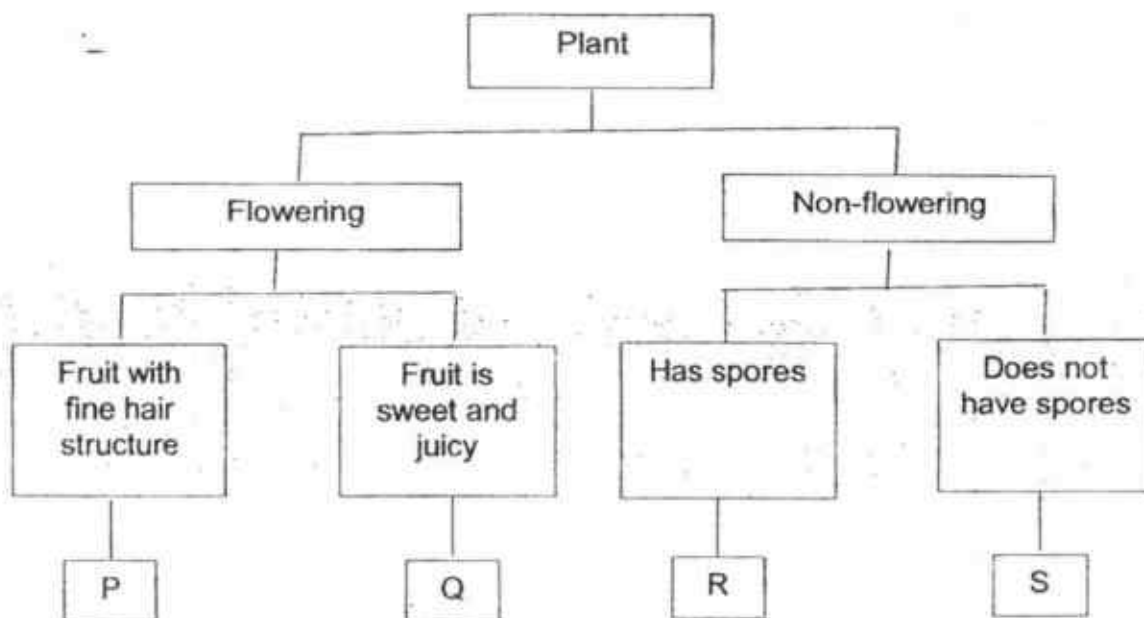 Plant
Flowering
Non-flowering
Fruit with
fine hair
structure
Fruit is
sweet and
juicy
Has spores
Does not
have spores
P
Q
R
S